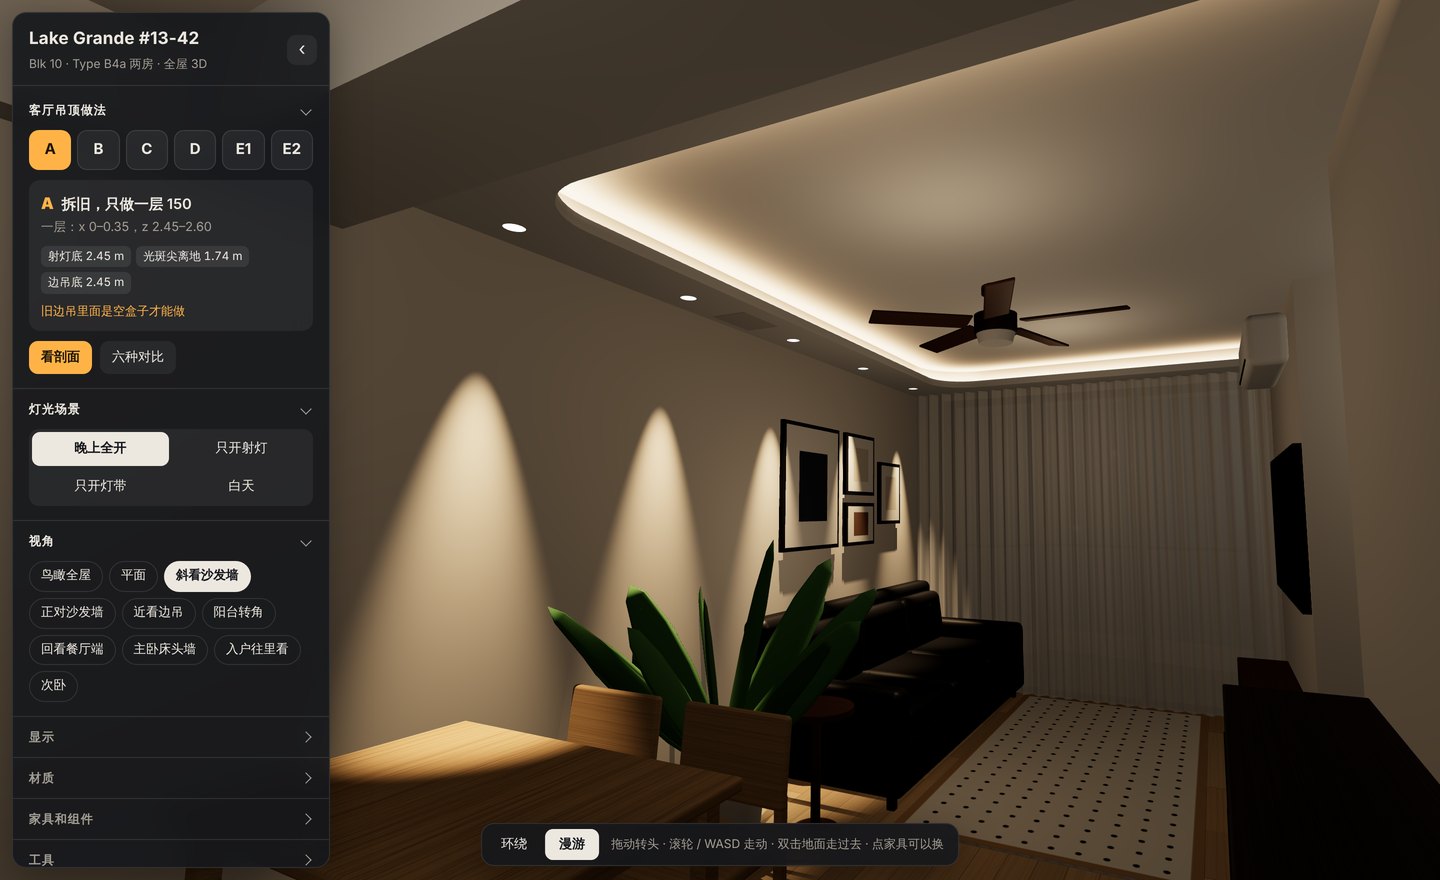 Lake Grande #13-42
Blk 10 · Type B4a 两房 · 全屋 3D
客厅吊顶做法
A B C D E1 E2
A 拆旧，只做一层 150
一层：x 0–0.35，z 2.45–2.60
射灯底 2.45 m 光斑尖离地 1.74 m
边吊底 2.45 m
旧边吊里面是空盒子才能做
看剖面 六种对比
灯光场景
晚上全开 只开射灯
只开灯带 白天
视角
鸟瞰全屋 平面 斜看沙发墙
正对沙发墙 近看边吊 阳台转角
回看餐厅端 主卧床头墙 入户往里看
次卧
显示
材质
家具和组件
工具
环绕 漫游 拖动转头 · 滚轮 / WASD 走动 · 双击地面走过去 · 点家具可以换